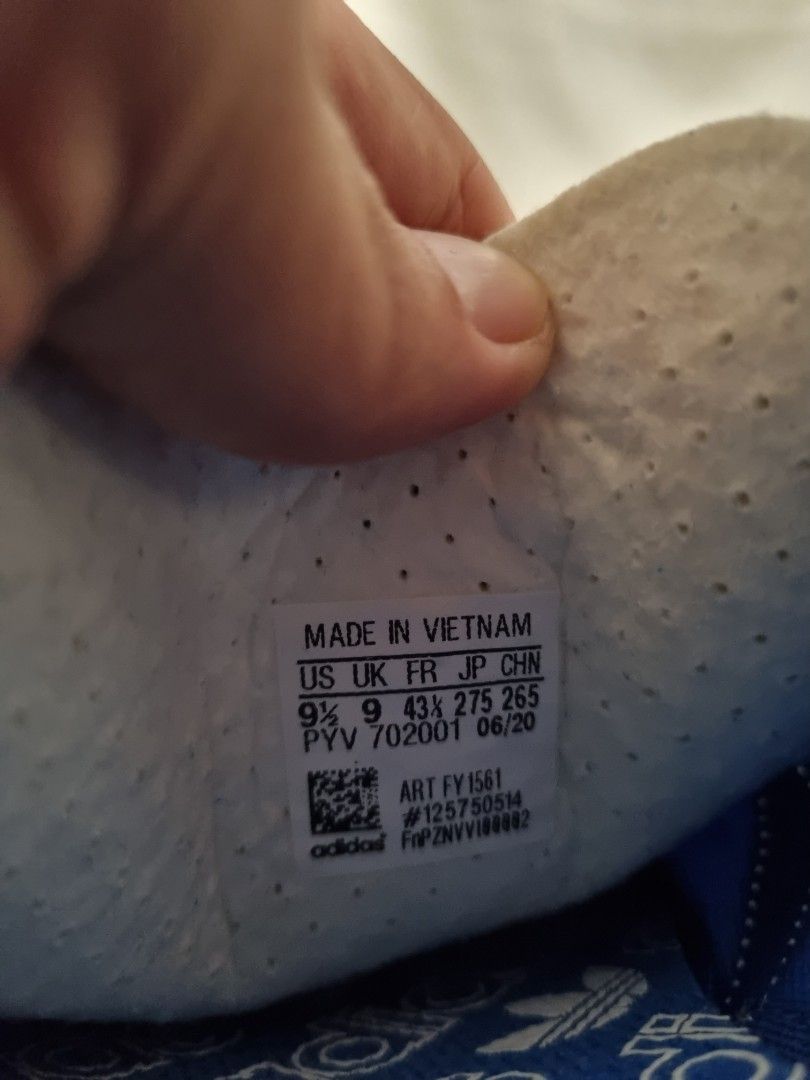 MADE IN VIETNAM
US UK FR JP CHN
9½ 9 43⅓ 275 265
PYV 702001 06/20
ART FY1561
#125750514
adidas